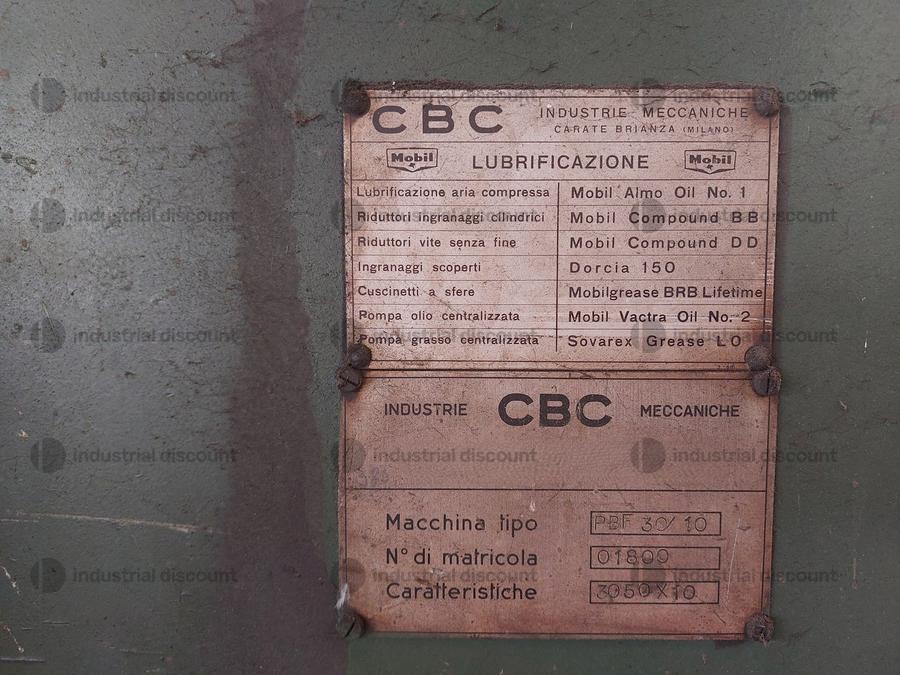 CBC INDUSTRIE MECCANICHE
CARATE BRIANZA (MILANO)
Mobil LUBRIFICAZIONE Mobil
Lubrificazione aria compressa Mobil Almo Oil No. 1
Riduttori ingranaggi cilindrici Mobil Compound BB
Riduttori vite senza fine Mobil Compound DD
Ingranaggi scoperti Dorcia 150
Cuscinetti a sfere Mobilgrease BRB Lifetime
Pompa olio centralizzata Mobil Vactra Oil No. 2
Pompa grasso centralizzata Sovarex Grease LO
INDUSTRIE CBC MECCANICHE
Macchina tipo PBF 30/10
N° di matricola 01809
Caratteristiche 3050X10
industrial discount